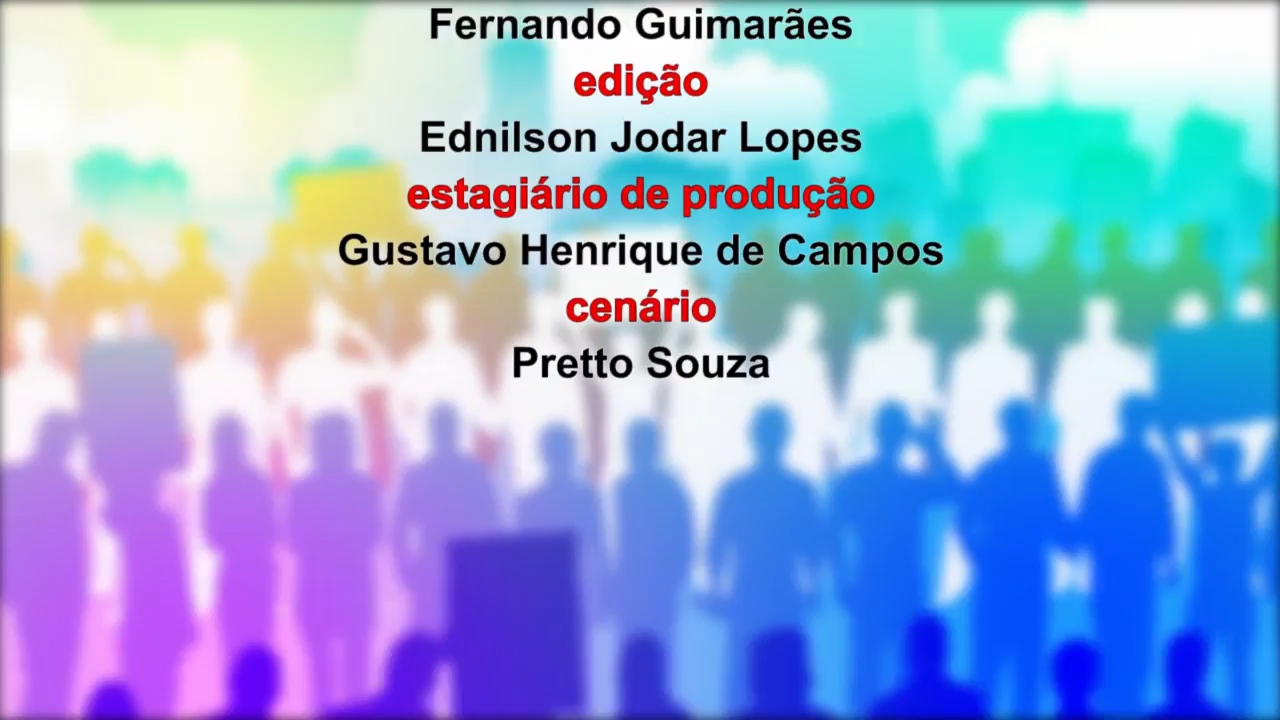 Fernando Guimarães
edição
Ednilson Jodar Lopes
estagiário de produção
Gustavo Henrique de Campos
cenário
Pretto Souza